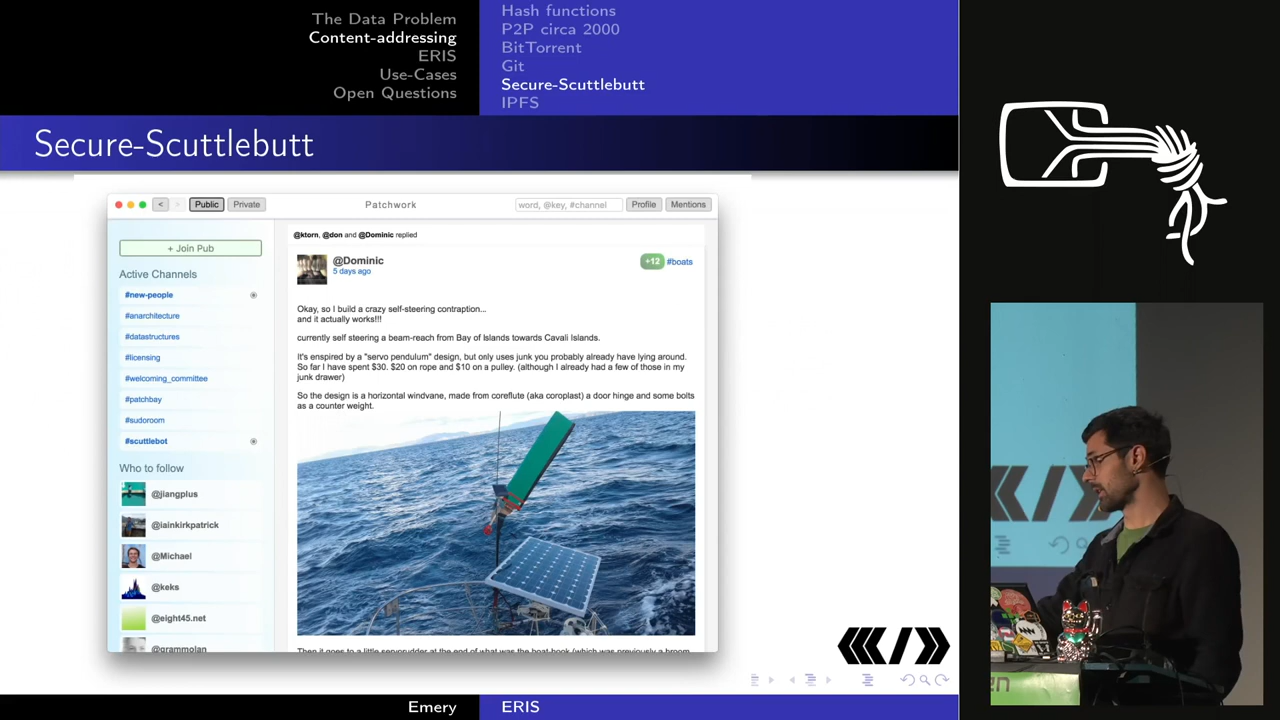 The Data Problem
Content-addressing
ERIS
Use-Cases
Open Questions
Hash functions
P2P circa 2000
BitTorrent
Git
Secure-Scuttlebutt
IPFS
Secure-Scuttlebutt
< > Public Private Patchwork word, @key, #channel Profile Mentions
+ Join Pub
Active Channels
#new-people
#anarchitecture
#datastructures
#licensing
#welcoming_committee
#patchbay
#sudoroom
#scuttlebot
Who to follow
@jiangplus
@iainkirkpatrick
@Michael
@keks
@eight45.net
@grammolan
@ktorn, @don and @Dominic replied
@Dominic
5 days ago
+12 #boats
Okay, so I build a crazy self-steering contraption...
and it actually works!!!
currently self steering a beam-reach from Bay of Islands towards Cavali Islands.
It's enspired by a "servo pendulum" design, but only uses junk you probably already have lying around.
So far I have spent $30. $20 on rope and $10 on a pulley. (although I already had a few of those in my
junk drawer)
So the design is a horizontal windvane, made from coreflute (aka coroplast) a door hinge and some bolts
as a counter weight.
Then it goes to a little servorudder at the end of what was the boat-hook (which was previously a broom
Emery ERIS